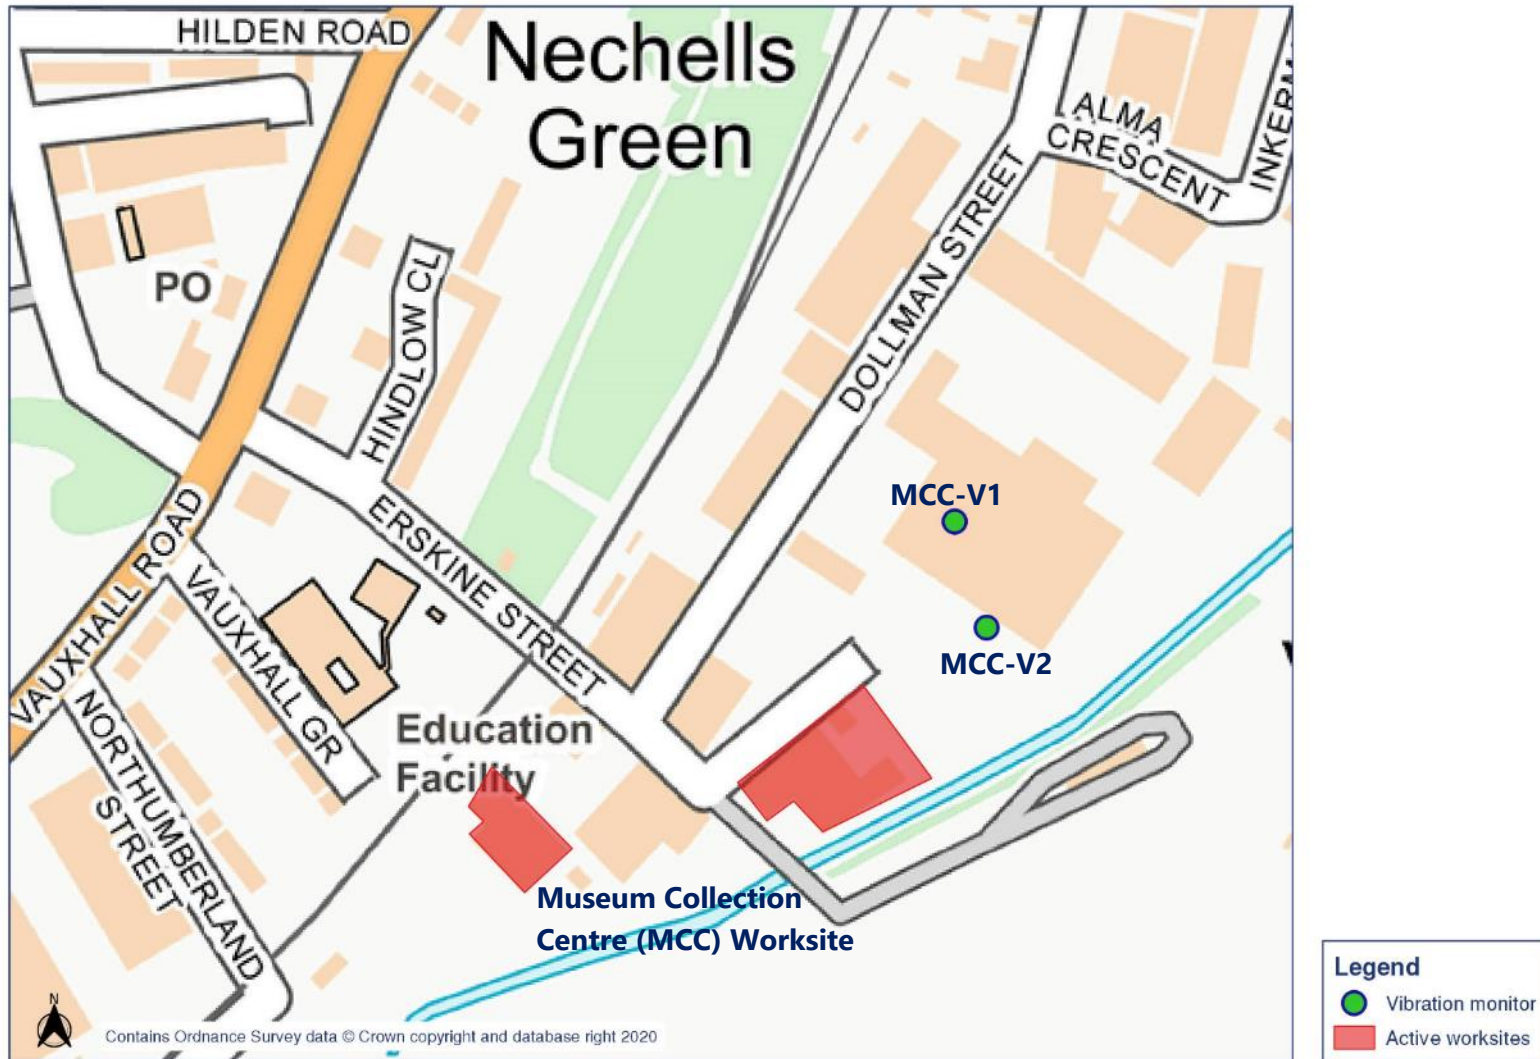 HILDEN ROAD
Nechells
Green
ALMA
CRESCENT
PO
HINDLOW CL
DOLLMAN STREET
MCC-V1
ERSKINE STREET
VAUXHALL ROAD
VAUXHALL GR
MCC-V2
NORTHUMBERLAND
STREET
Education
Facility
Museum Collection
Centre (MCC) Worksite
N
Contains Ordnance Survey data © Crown copyright and database right 2020
Legend
Vibration monitor
Active worksites